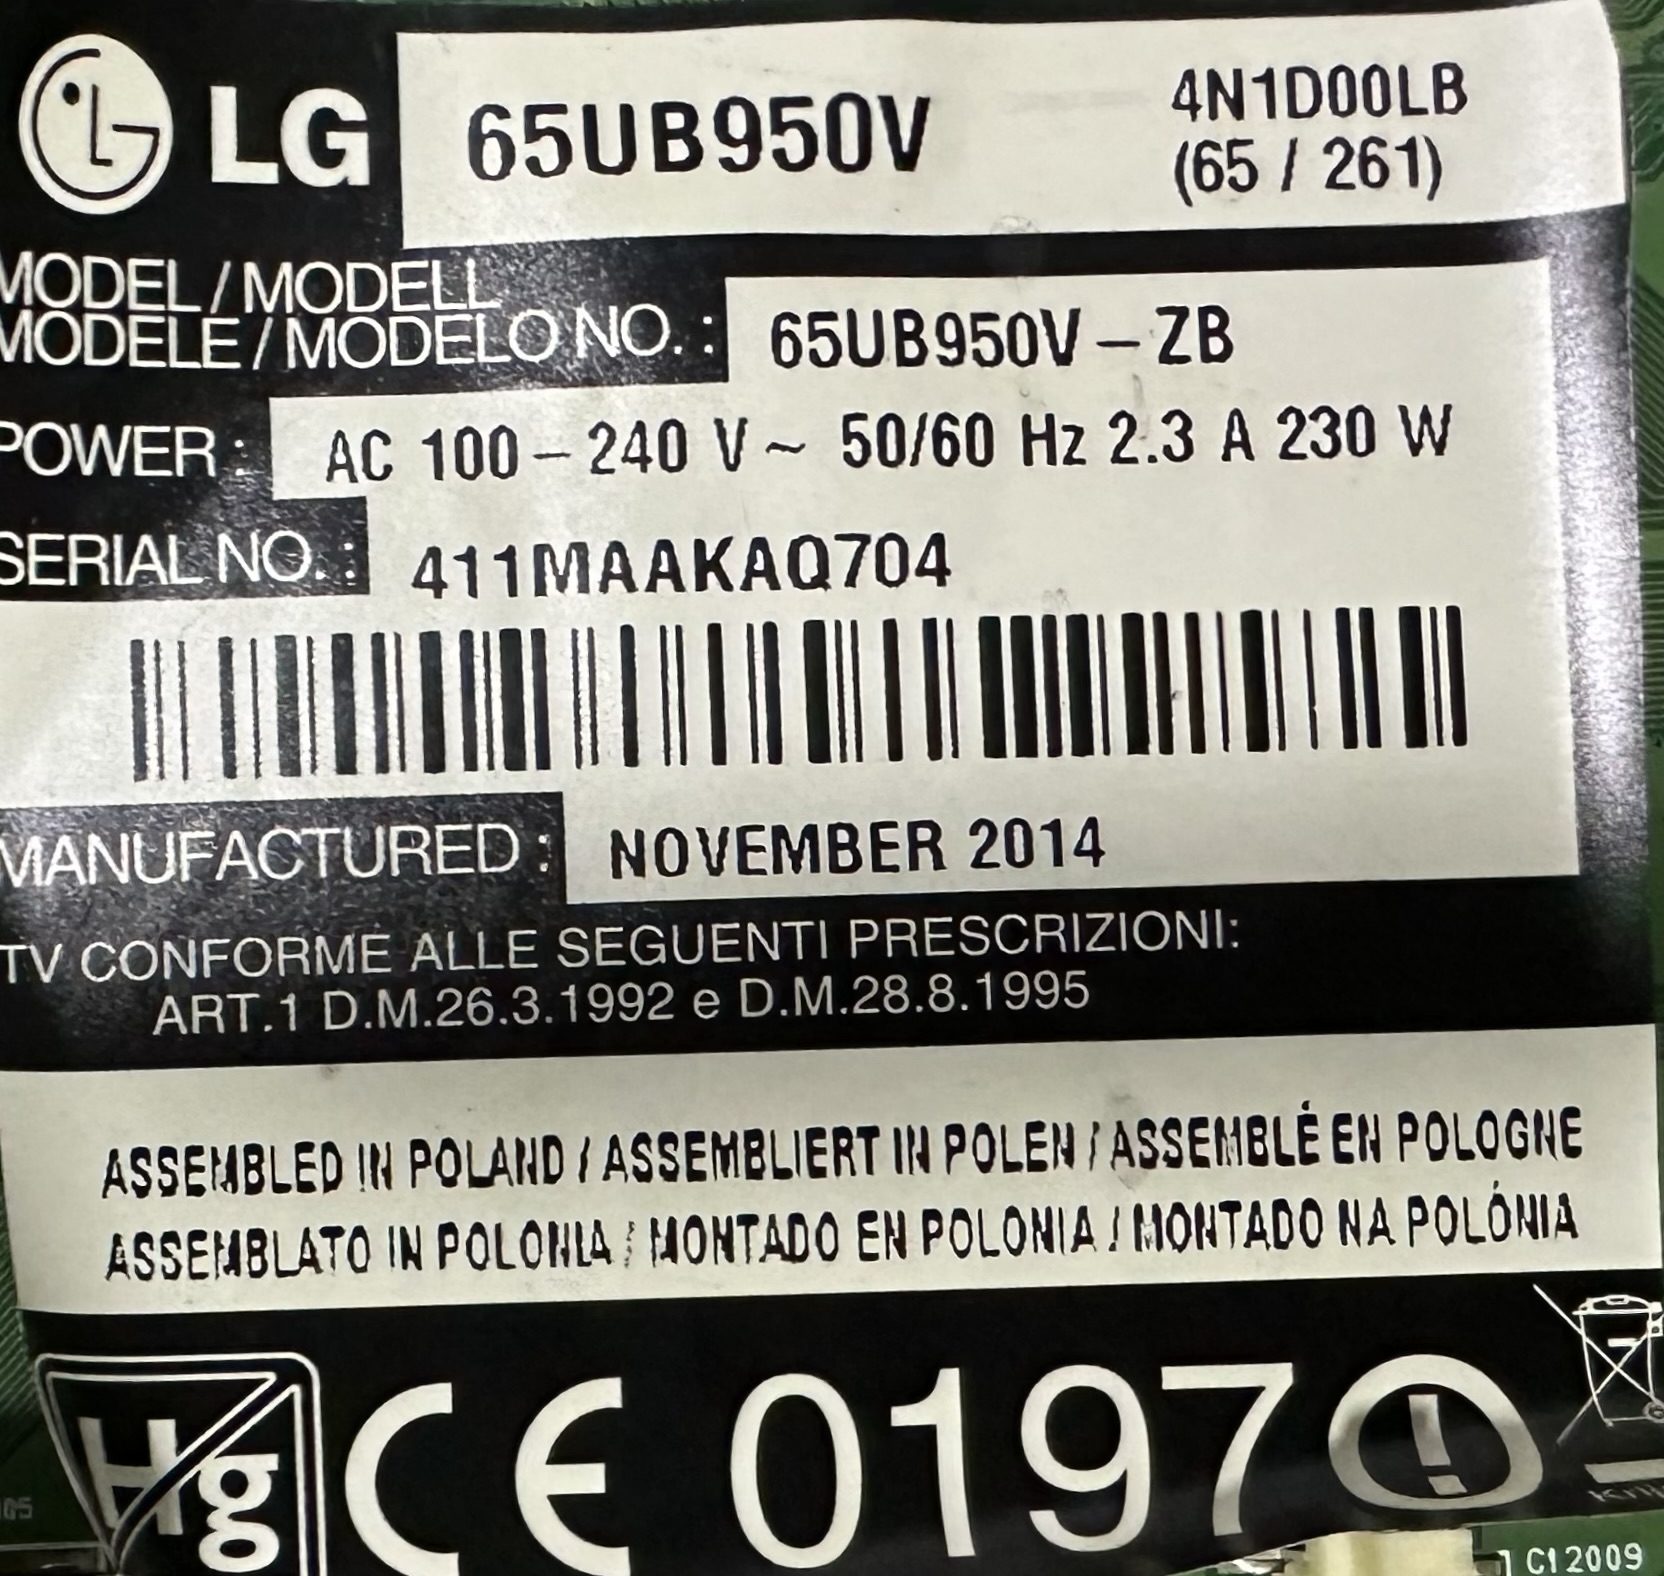 LG
65UB950V
4N1D00LB
(65 / 261)
MODEL / MODELL
MODELE / MODELO NO. :
65UB950V – ZB
POWER :
AC 100 – 240 V ~ 50/60 Hz 2.3 A 230 W
SERIAL NO. :
411MAAKAQ704
MANUFACTURED :
NOVEMBER 2014
TV CONFORME ALLE SEGUENTI PRESCRIZIONI:
ART.1 D.M.26.3.1992 e D.M.28.8.1995
ASSEMBLED IN POLAND / ASSEMBLIERT IN POLEN / ASSEMBLÉ EN POLOGNE
ASSEMBLATO IN POLONIA / MONTADO EN POLONIA / MONTADO NA POLÓNIA
Hg CE 0197 !
C12009